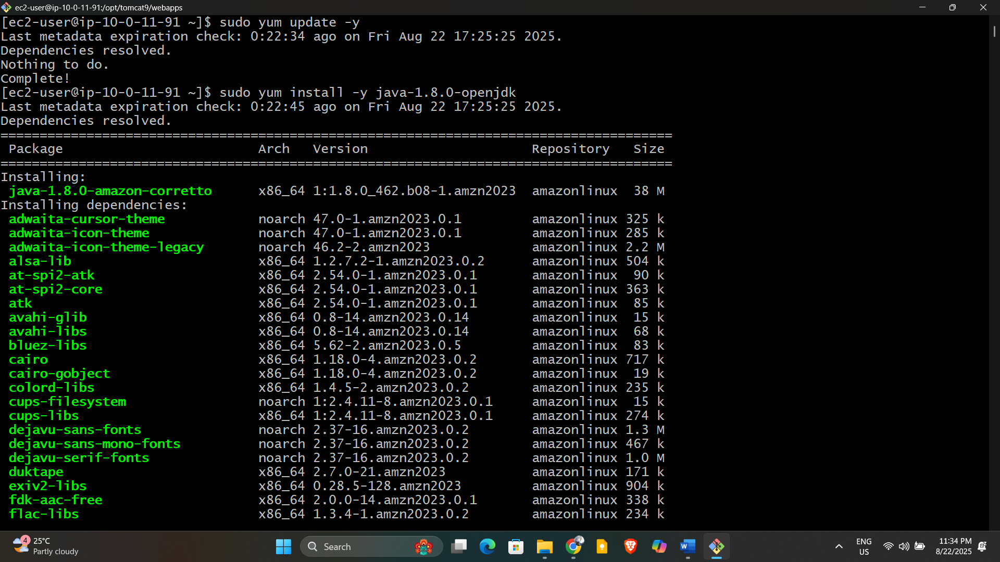 ec2-user@ip-10-0-11-91:/opt/tomcat9/webapps
[ec2-user@ip-10-0-11-91 ~]$ sudo yum update -y
Last metadata expiration check: 0:22:34 ago on Fri Aug 22 17:25:25 2025.
Dependencies resolved.
Nothing to do.
Complete!
[ec2-user@ip-10-0-11-91 ~]$ sudo yum install -y java-1.8.0-openjdk
Last metadata expiration check: 0:22:45 ago on Fri Aug 22 17:25:25 2025.
Dependencies resolved.
======================================================================================
 Package                         Arch   Version                     Repository   Size
======================================================================================
Installing:
 java-1.8.0-amazon-corretto      x86_64 1:1.8.0_462.b08-1.amzn2023  amazonlinux  38 M
Installing dependencies:
 adwaita-cursor-theme            noarch 47.0-1.amzn2023.0.1         amazonlinux 325 k
 adwaita-icon-theme              noarch 47.0-1.amzn2023.0.1         amazonlinux 285 k
 adwaita-icon-theme-legacy       noarch 46.2-2.amzn2023             amazonlinux 2.2 M
 alsa-lib                        x86_64 1.2.7.2-1.amzn2023.0.2      amazonlinux 504 k
 at-spi2-atk                     x86_64 2.54.0-1.amzn2023.0.1       amazonlinux  90 k
 at-spi2-core                    x86_64 2.54.0-1.amzn2023.0.1       amazonlinux 363 k
 atk                             x86_64 2.54.0-1.amzn2023.0.1       amazonlinux  85 k
 avahi-glib                      x86_64 0.8-14.amzn2023.0.14        amazonlinux  15 k
 avahi-libs                      x86_64 0.8-14.amzn2023.0.14        amazonlinux  68 k
 bluez-libs                      x86_64 5.62-2.amzn2023.0.5         amazonlinux  83 k
 cairo                           x86_64 1.18.0-4.amzn2023.0.2       amazonlinux 717 k
 cairo-gobject                   x86_64 1.18.0-4.amzn2023.0.2       amazonlinux  19 k
 colord-libs                     x86_64 1.4.5-2.amzn2023.0.2        amazonlinux 235 k
 cups-filesystem                 noarch 1:2.4.11-8.amzn2023.0.1     amazonlinux  15 k
 cups-libs                       x86_64 1:2.4.11-8.amzn2023.0.1     amazonlinux 274 k
 dejavu-sans-fonts               noarch 2.37-16.amzn2023.0.2        amazonlinux 1.3 M
 dejavu-sans-mono-fonts          noarch 2.37-16.amzn2023.0.2        amazonlinux 467 k
 dejavu-serif-fonts              noarch 2.37-16.amzn2023.0.2        amazonlinux 1.0 M
 duktape                         x86_64 2.7.0-21.amzn2023           amazonlinux 171 k
 exiv2-libs                      x86_64 0.28.5-128.amzn2023         amazonlinux 904 k
 fdk-aac-free                    x86_64 2.0.0-14.amzn2023.0.1       amazonlinux 338 k
 flac-libs                       x86_64 1.3.4-1.amzn2023.0.2        amazonlinux 234 k
4
25°C
Partly cloudy
Search
W
ENG
US
11:34 PM
8/22/2025